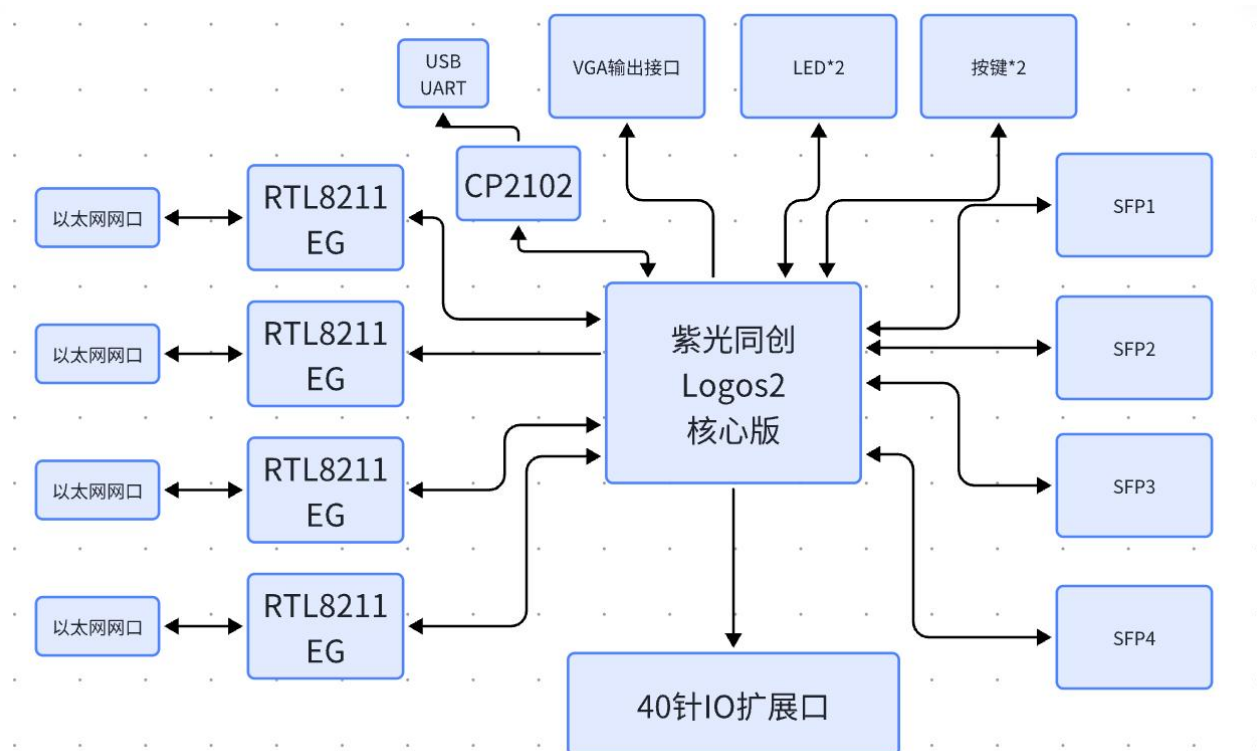 USB
UART
VGA输出接口
LED*2
按键*2
CP2102
以太网网口
RTL8211
EG
SFP1
以太网网口
RTL8211
EG
紫光同创
Logos2
核心版
SFP2
以太网网口
RTL8211
EG
SFP3
以太网网口
RTL8211
EG
SFP4
40针IO扩展口